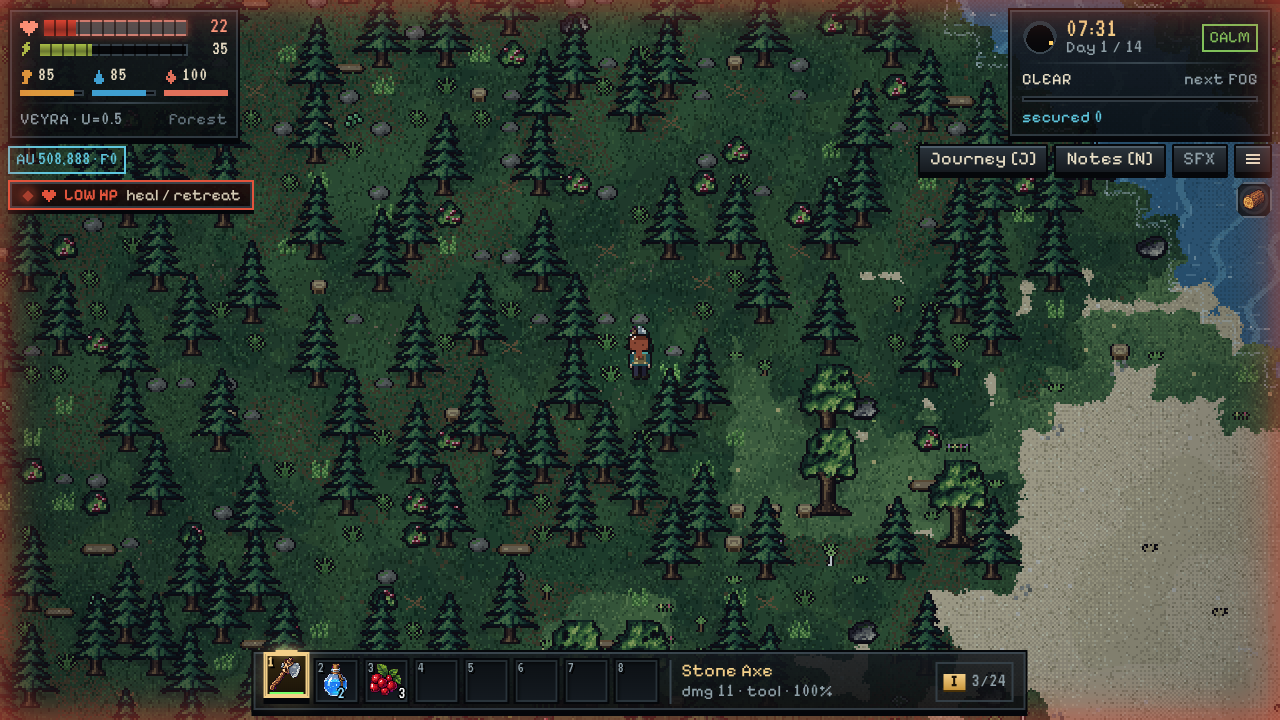 22
35
85 85 100
VEYRA · U=0.5 Forest
AU 508,888 · F0
LOW HP heal / retreat
07:31
Day 1 / 14
CALM
CLEAR next FOG
secured 0
Journey (J) Notes (N) SFX
1 2 3 4 5 6 7 8
2 3
Stone Axe
dmg 11 · tool · 100%
I 3/24